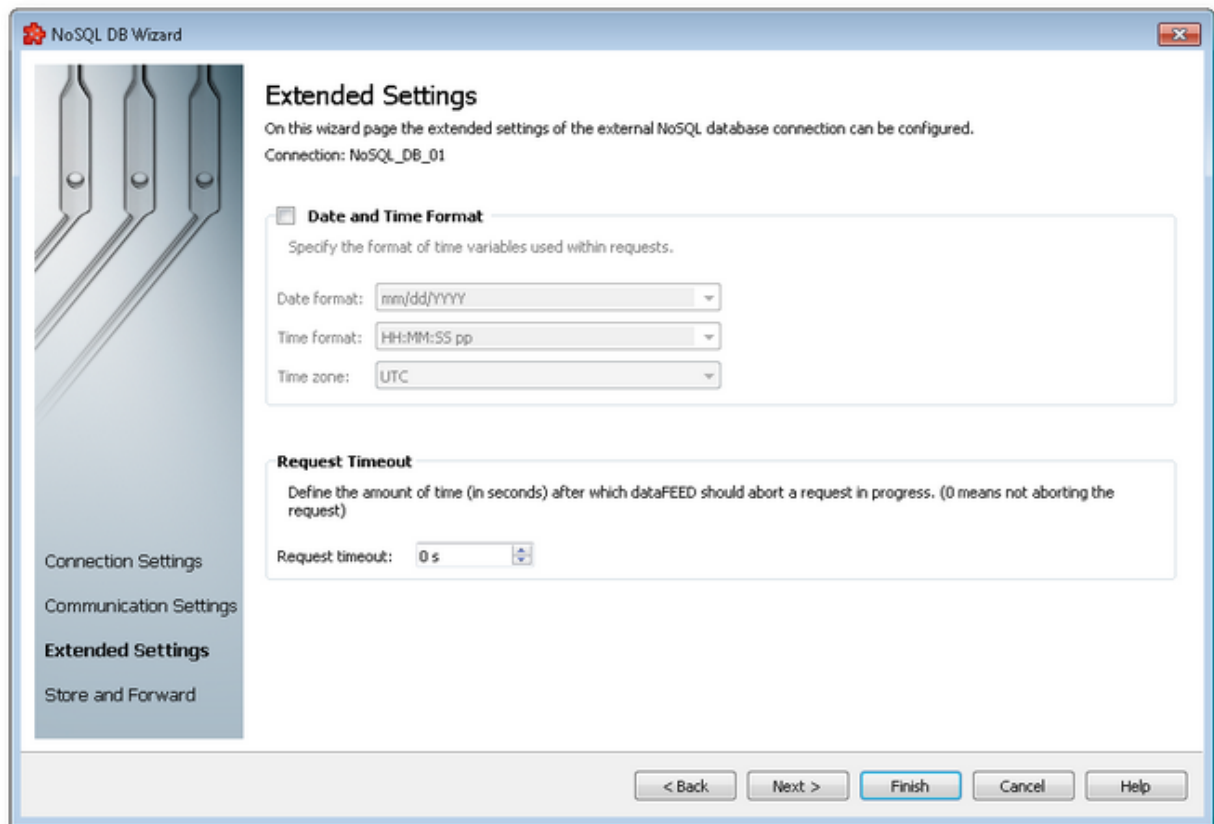 NoSQL DB Wizard
Extended Settings
On this wizard page the extended settings of the external NoSQL database connection can be configured.
Connection: NoSQL_DB_01
Date and Time Format
Specify the format of time variables used within requests.
Date format: mm/dd/YYYY
Time format: HH:MM:SS pp
Time zone: UTC
Request Timeout
Define the amount of time (in seconds) after which dataFEED should abort a request in progress. (0 means not aborting the
request)
Request timeout: 0 s
Connection Settings
Communication Settings
Extended Settings
Store and Forward
< Back Next > Finish Cancel Help